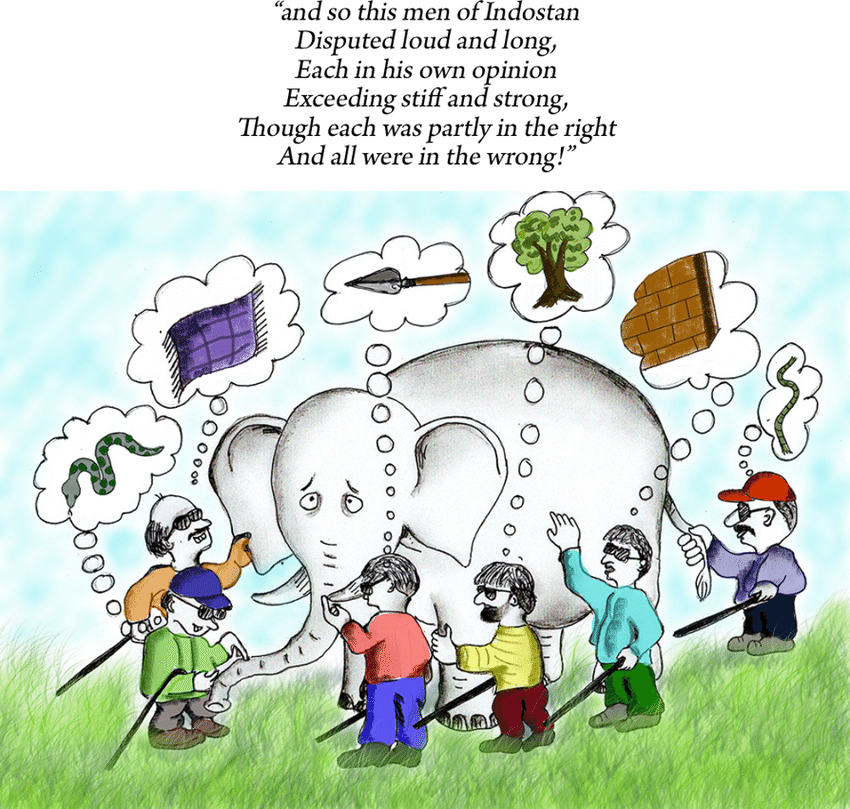 “and so this men of Indostan
Disputed loud and long,
Each in his own opinion
Exceeding stiff and strong,
Though each was partly in the right
And all were in the wrong!”